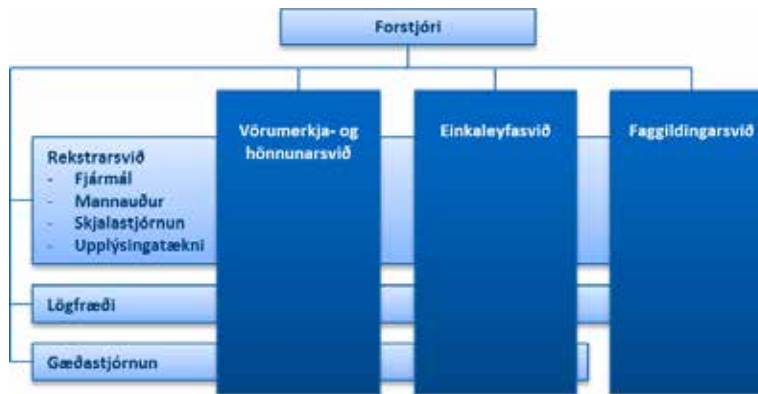 Forstjóri
Vörumerkja- og
hönnunarsvið
Einkaleyfasvið
Faggildingarsvið
Rekstrarsvið
- Fjármál
- Mannauður
- Skjalastjórnun
- Upplýsingatækni
Lögfræði
Gæðastjórnun